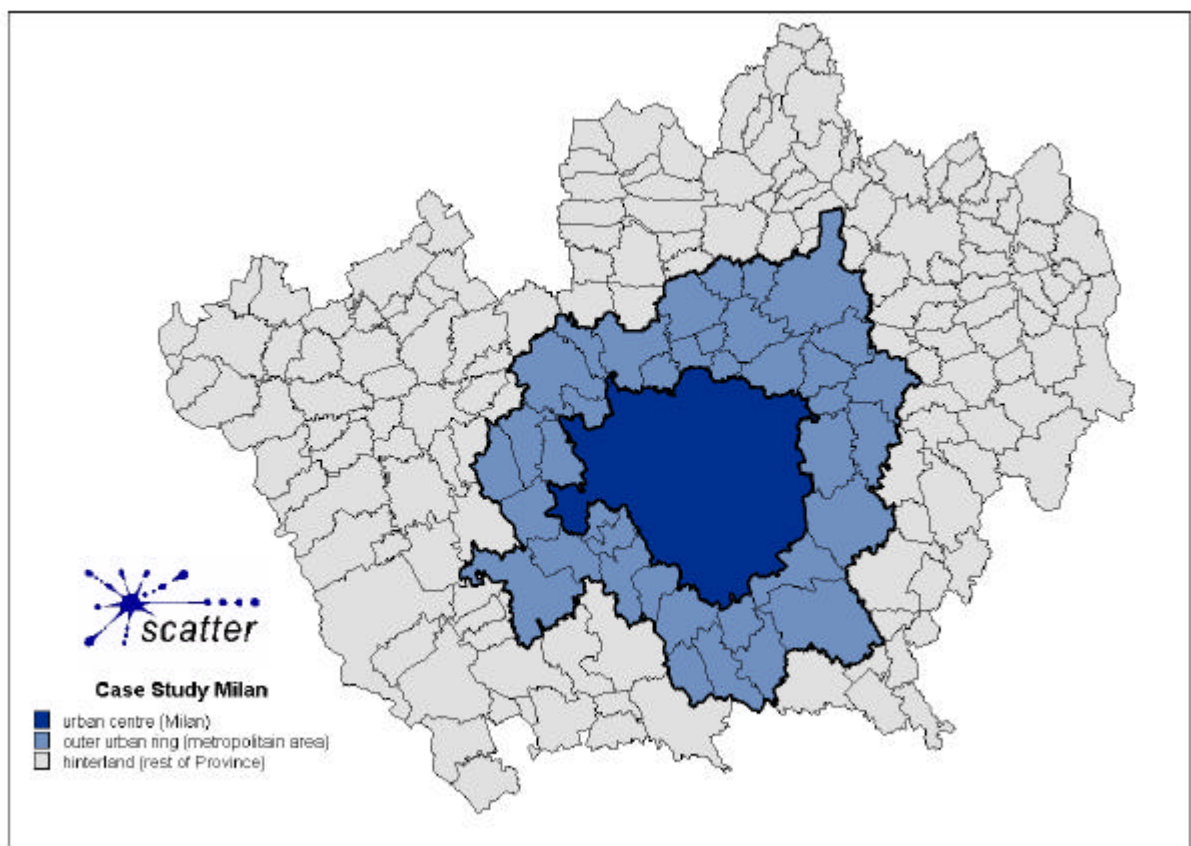 scatter
Case Study Milan
urban centre (Milan)
outer urban ring (metropolitain area)
hinterland (rest of Province)